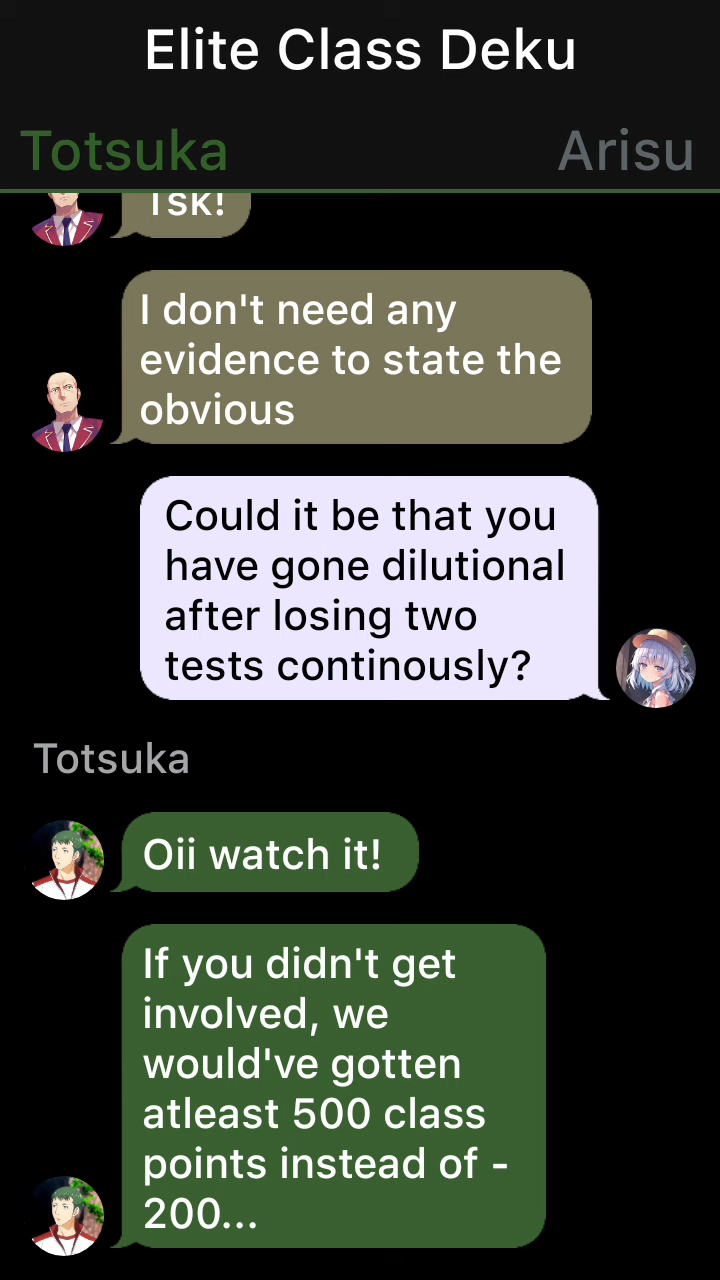 Elite Class Deku
Totsuka
Arisu
Tsk!
I don't need any
evidence to state the
obvious
Could it be that you
have gone dilutional
after losing two
tests continously?
Totsuka
Oii watch it!
If you didn't get
involved, we
would've gotten
atleast 500 class
points instead of -
200...